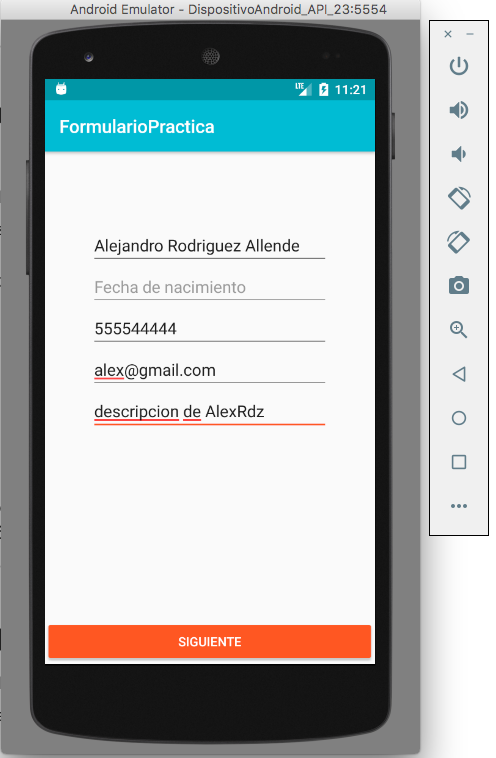 Android Emulator - DispositivoAndroid_API_23:5554
LTE 11:21
FormularioPractica
Alejandro Rodriguez Allende
Fecha de nacimiento
555544444
alex@gmail.com
descripcion de AlexRdz
SIGUIENTE